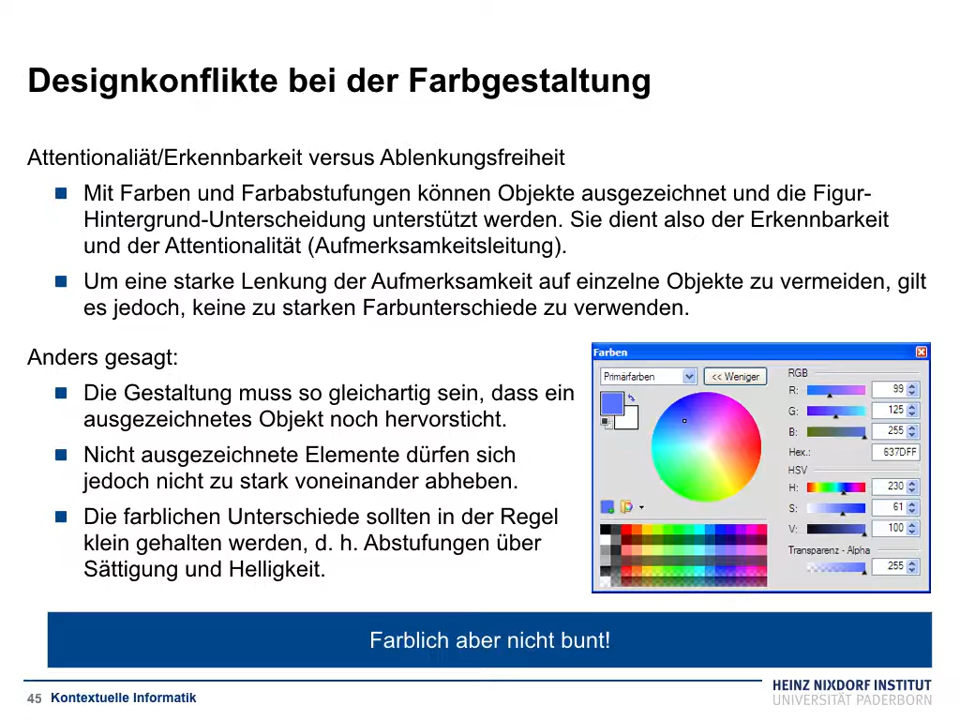 Designkonflikte bei der Farbgestaltung
Attentionaliät/Erkennbarkeit versus Ablenkungsfreiheit
Mit Farben und Farbabstufungen können Objekte ausgezeichnet und die Figur-
Hintergrund-Unterscheidung unterstützt werden. Sie dient also der Erkennbarkeit
und der Attentionalität (Aufmerksamkeitsleitung).
Um eine starke Lenkung der Aufmerksamkeit auf einzelne Objekte zu vermeiden, gilt
es jedoch, keine zu starken Farbunterschiede zu verwenden.
Anders gesagt:
Die Gestaltung muss so gleichartig sein, dass ein
ausgezeichnetes Objekt noch hervorsticht.
Nicht ausgezeichnete Elemente dürfen sich
jedoch nicht zu stark voneinander abheben.
Die farblichen Unterschiede sollten in der Regel
klein gehalten werden, d. h. Abstufungen über
Sättigung und Helligkeit.
Farben
Primärfarben
<< Weniger
RGB
R: 99
G: 125
B: 255
Hex.: 637DFF
HSV
H: 230
S: 61
V: 100
Transparenz - Alpha
255
Farblich aber nicht bunt!
45 Kontextuelle Informatik
HEINZ NIXDORF INSTITUT
UNIVERSITÄT PADERBORN